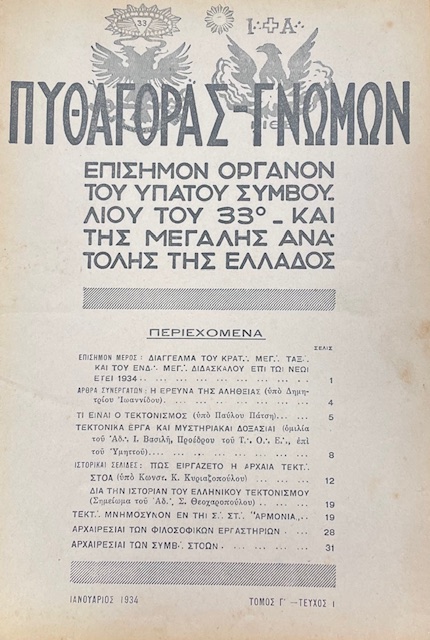 33
Ι∴Φ∴Α∴
ΠΥΘΑΓΟΡΑΣ-ΓΝΩΜΩΝ
ΕΠΙΣΗΜΟΝ ΟΡΓΑΝΟΝ
ΤΟΥ ΥΠΑΤΟΥ ΣΥΜΒΟΥ-
ΛΙΟΥ ΤΟΥ 33º - ΚΑΙ
ΤΗΣ ΜΕΓΑΛΗΣ ΑΝΑ-
ΤΟΛΗΣ ΤΗΣ ΕΛΛΑΔΟΣ
ΠΕΡΙΕΧΟΜΕΝΑ
ΣΕΛΙΣ
ΕΠΙΣΗΜΟΝ ΜΕΡΟΣ: ΔΙΑΓΓΕΛΜΑ ΤΟΥ ΚΡΑΤ∴ ΜΕΓ∴ ΤΑΞ∴
ΚΑΙ ΤΟΥ ΕΝΔ∴ ΜΕΓ∴ ΔΙΔΑΣΚΑΛΟΥ ΕΠΙ ΤΩΙ ΝΕΩΙ
ΕΤΕΙ 1934 . . . . . . . . . . 1
ΑΡΘΡΑ ΣΥΝΕΡΓΑΤΩΝ: Η ΕΡΕΥΝΑ ΤΗΣ ΑΛΗΘΕΙΑΣ (ὑπὸ Δημη-
τρίου Ἰωαννίδου) . . . . . . . . . . 4
ΤΙ ΕΙΝΑΙ Ο ΤΕΚΤΟΝΙΣΜΟΣ (ὑπὸ Παύλου Πάτση) . . . 5
ΤΕΚΤΟΝΙΚΑ ΕΡΓΑ ΚΑΙ ΜΥΣΤΗΡΙΑΚΑΙ ΔΟΞΑΣΙΑΙ (ὁμιλία
τοῦ Ἀδ∴ Ι. Βασιλῆ, Προέδρου τοῦ Τ∴ Ο∴ Ε∴, ἐπὶ
τοῦ Ὑμηττοῦ) . . . . . . . . . . 8
ΙΣΤΟΡΙΚΑΙ ΣΕΛΙΔΕΣ: ΠΩΣ ΕΙΡΓΑΖΕΤΟ Η ΑΡΧΑΙΑ ΤΕΚΤ∴
ΣΤΟΑ (ὑπὸ Κωνστ. Κ. Κυριαζοπούλου) . . . . . 12
ΔΙΑ ΤΗΝ ΙΣΤΟΡΙΑΝ ΤΟΥ ΕΛΛΗΝΙΚΟΥ ΤΕΚΤΟΝΙΣΜΟΥ
(Σημείωμα τοῦ Ἀδ∴ Σ. Θεοχαροπούλου) . . . . . 19
ΤΕΚΤ∴ ΜΝΗΜΟΣΥΝΟΝ ΕΝ ΤΗΙ Σ∴ ΣΤ∴ "ΑΡΜΟΝΙΑ„ . . 19
ΑΡΧΑΙΡΕΣΙΑΙ ΤΩΝ ΦΙΛΟΣΟΦΙΚΩΝ ΕΡΓΑΣΤΗΡΙΩΝ . . . 28
ΑΡΧΑΙΡΕΣΙΑΙ ΤΩΝ ΣΥΜΒ∴ ΣΤΟΩΝ . . . . . . 31
ΙΑΝΟΥΑΡΙΟΣ 1934
ΤΟΜΟΣ Γ' — ΤΕΥΧΟΣ 1